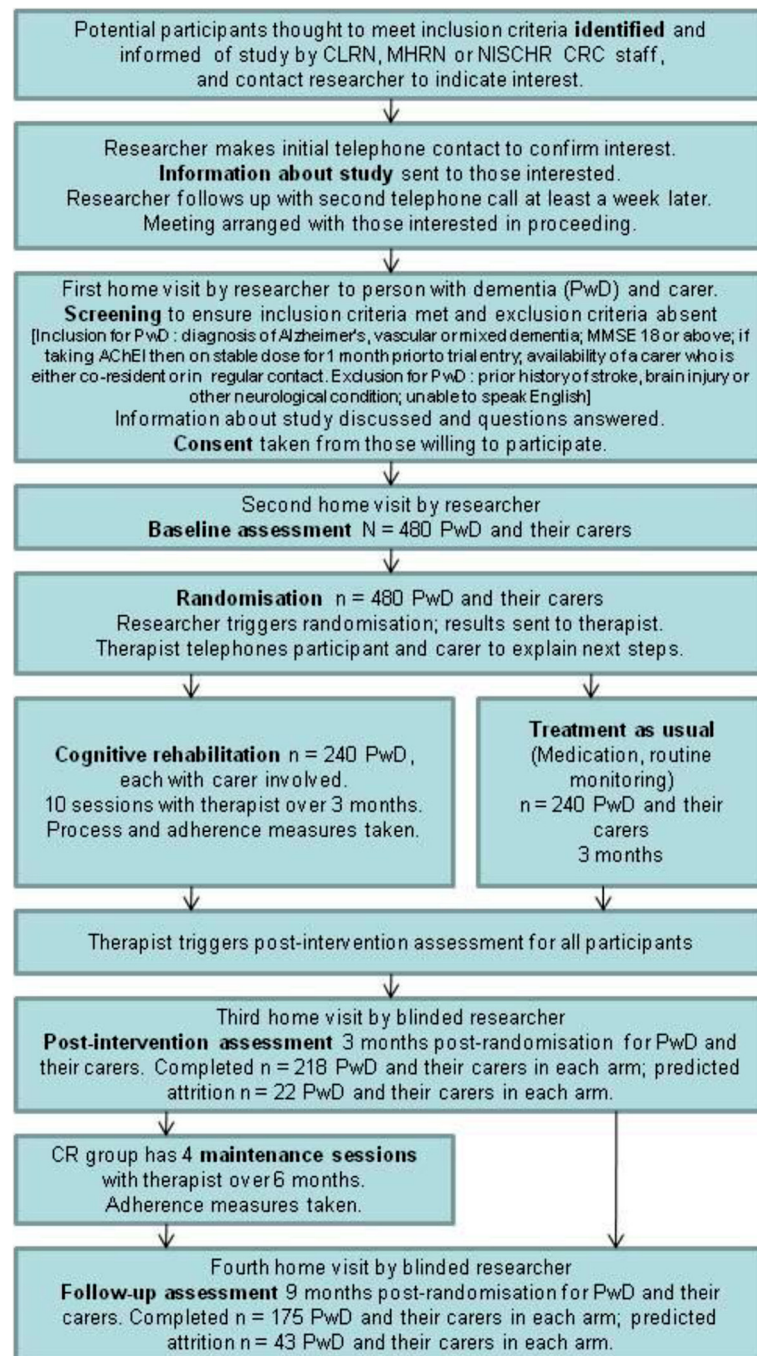 Potential participants thought to meet inclusion criteria identified and
informed of study by CLRN, MHRN or NISCHR CRC staff,
and contact researcher to indicate interest.
Researcher makes initial telephone contact to confirm interest.
Information about study sent to those interested.
Researcher follows up with second telephone call at least a week later.
Meeting arranged with those interested in proceeding.
First home visit by researcher to person with dementia (PwD) and carer.
Screening to ensure inclusion criteria met and exclusion criteria absent
[Inclusion for PwD : diagnosis of Alzheimer's, vascular or mixed dementia; MMSE 18 or above; if
taking AChEI then on stable dose for 1 month prior to trial entry; availability of a carer who is
either co-resident or in regular contact. Exclusion for PwD : prior history of stroke, brain injury or
other neurological condition; unable to speak English]
Information about study discussed and questions answered.
Consent taken from those willing to participate.
Second home visit by researcher
Baseline assessment N = 480 PwD and their carers
Randomisation n = 480 PwD and their carers
Researcher triggers randomisation; results sent to therapist.
Therapist telephones participant and carer to explain next steps.
Cognitive rehabilitation n = 240 PwD,
each with carer involved.
10 sessions with therapist over 3 months.
Process and adherence measures taken.
Treatment as usual
(Medication, routine
monitoring)
n = 240 PwD and their
carers
3 months
Therapist triggers post-intervention assessment for all participants
Third home visit by blinded researcher
Post-intervention assessment 3 months post-randomisation for PwD and
their carers. Completed n = 218 PwD and their carers in each arm; predicted
attrition n = 22 PwD and their carers in each arm.
CR group has 4 maintenance sessions
with therapist over 6 months.
Adherence measures taken.
Fourth home visit by blinded researcher
Follow-up assessment 9 months post-randomisation for PwD and their
carers. Completed n = 175 PwD and their carers in each arm; predicted
attrition n = 43 PwD and their carers in each arm.